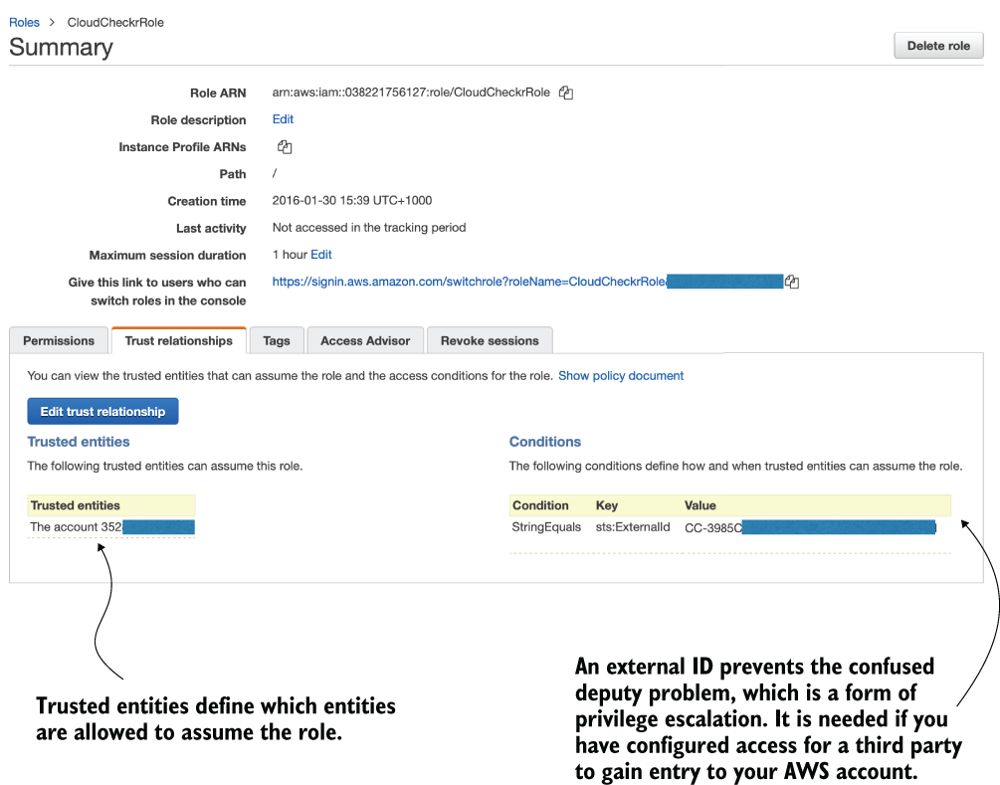 Roles > CloudCheckrRole
Summary
Delete role
Role ARN arn:aws:iam::038221756127:role/CloudCheckrRole
Role description Edit
Instance Profile ARNs
Path /
Creation time 2016-01-30 15:39 UTC+1000
Last activity Not accessed in the tracking period
Maximum session duration 1 hour Edit
Give this link to users who can https://signin.aws.amazon.com/switchrole?roleName=CloudCheckrRole&
switch roles in the console
Permissions Trust relationships Tags Access Advisor Revoke sessions
You can view the trusted entities that can assume the role and the access conditions for the role. Show policy document
Edit trust relationship
Trusted entities
The following trusted entities can assume this role.
Trusted entities
The account 352
Conditions
The following conditions define how and when trusted entities can assume the role.
Condition Key Value
StringEquals sts:ExternalId CC-3985C
Trusted entities define which entities
are allowed to assume the role.
An external ID prevents the confused
deputy problem, which is a form of
privilege escalation. It is needed if you
have configured access for a third party
to gain entry to your AWS account.